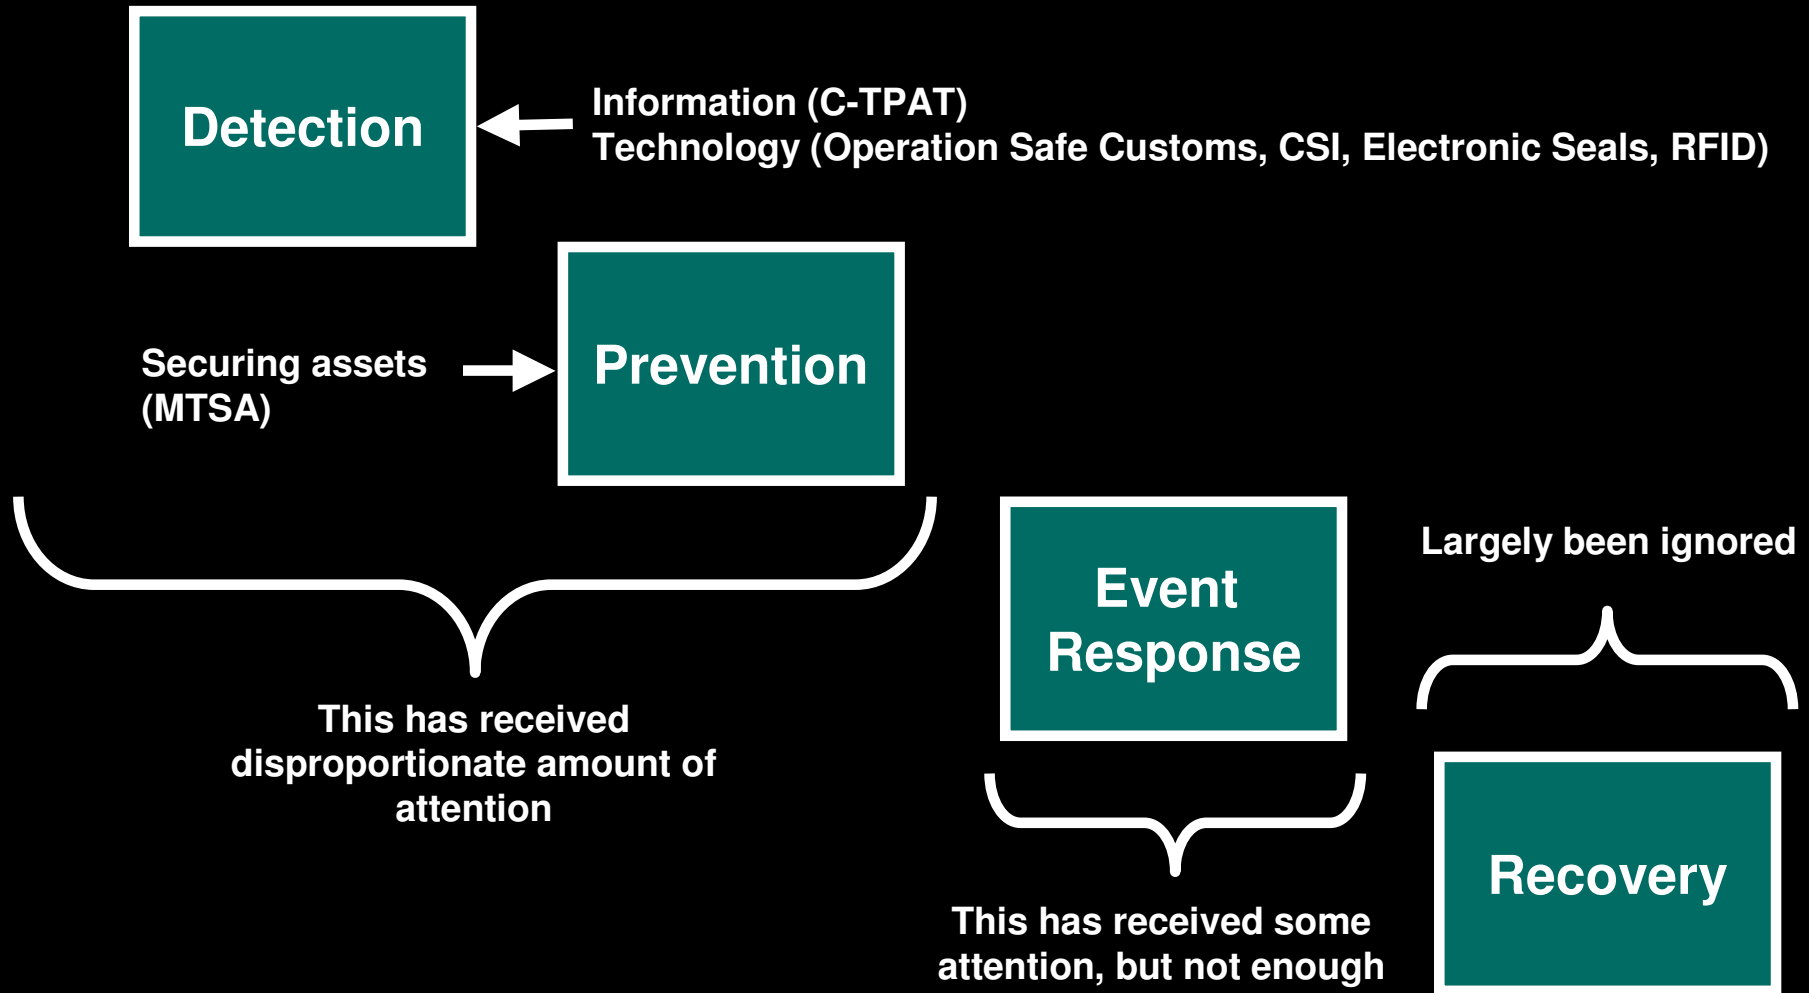 Detection
Information (C-TPAT)
Technology (Operation Safe Customs, CSI, Electronic Seals, RFID)
Securing assets
(MTSA)
Prevention
This has received
disproportionate amount of
attention
Event
Response
This has received some
attention, but not enough
Largely been ignored
Recovery